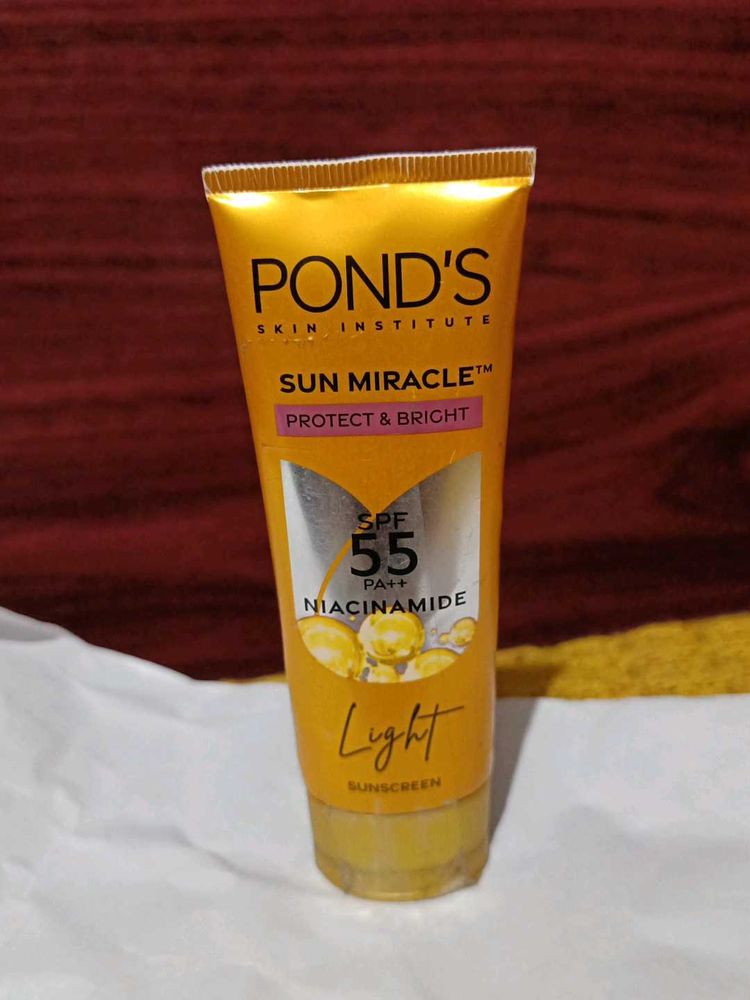 POND'S
SKIN INSTITUTE
SUN MIRACLE™
PROTECT & BRIGHT
SPF
55
PA++
NIACINAMIDE
Light
SUNSCREEN